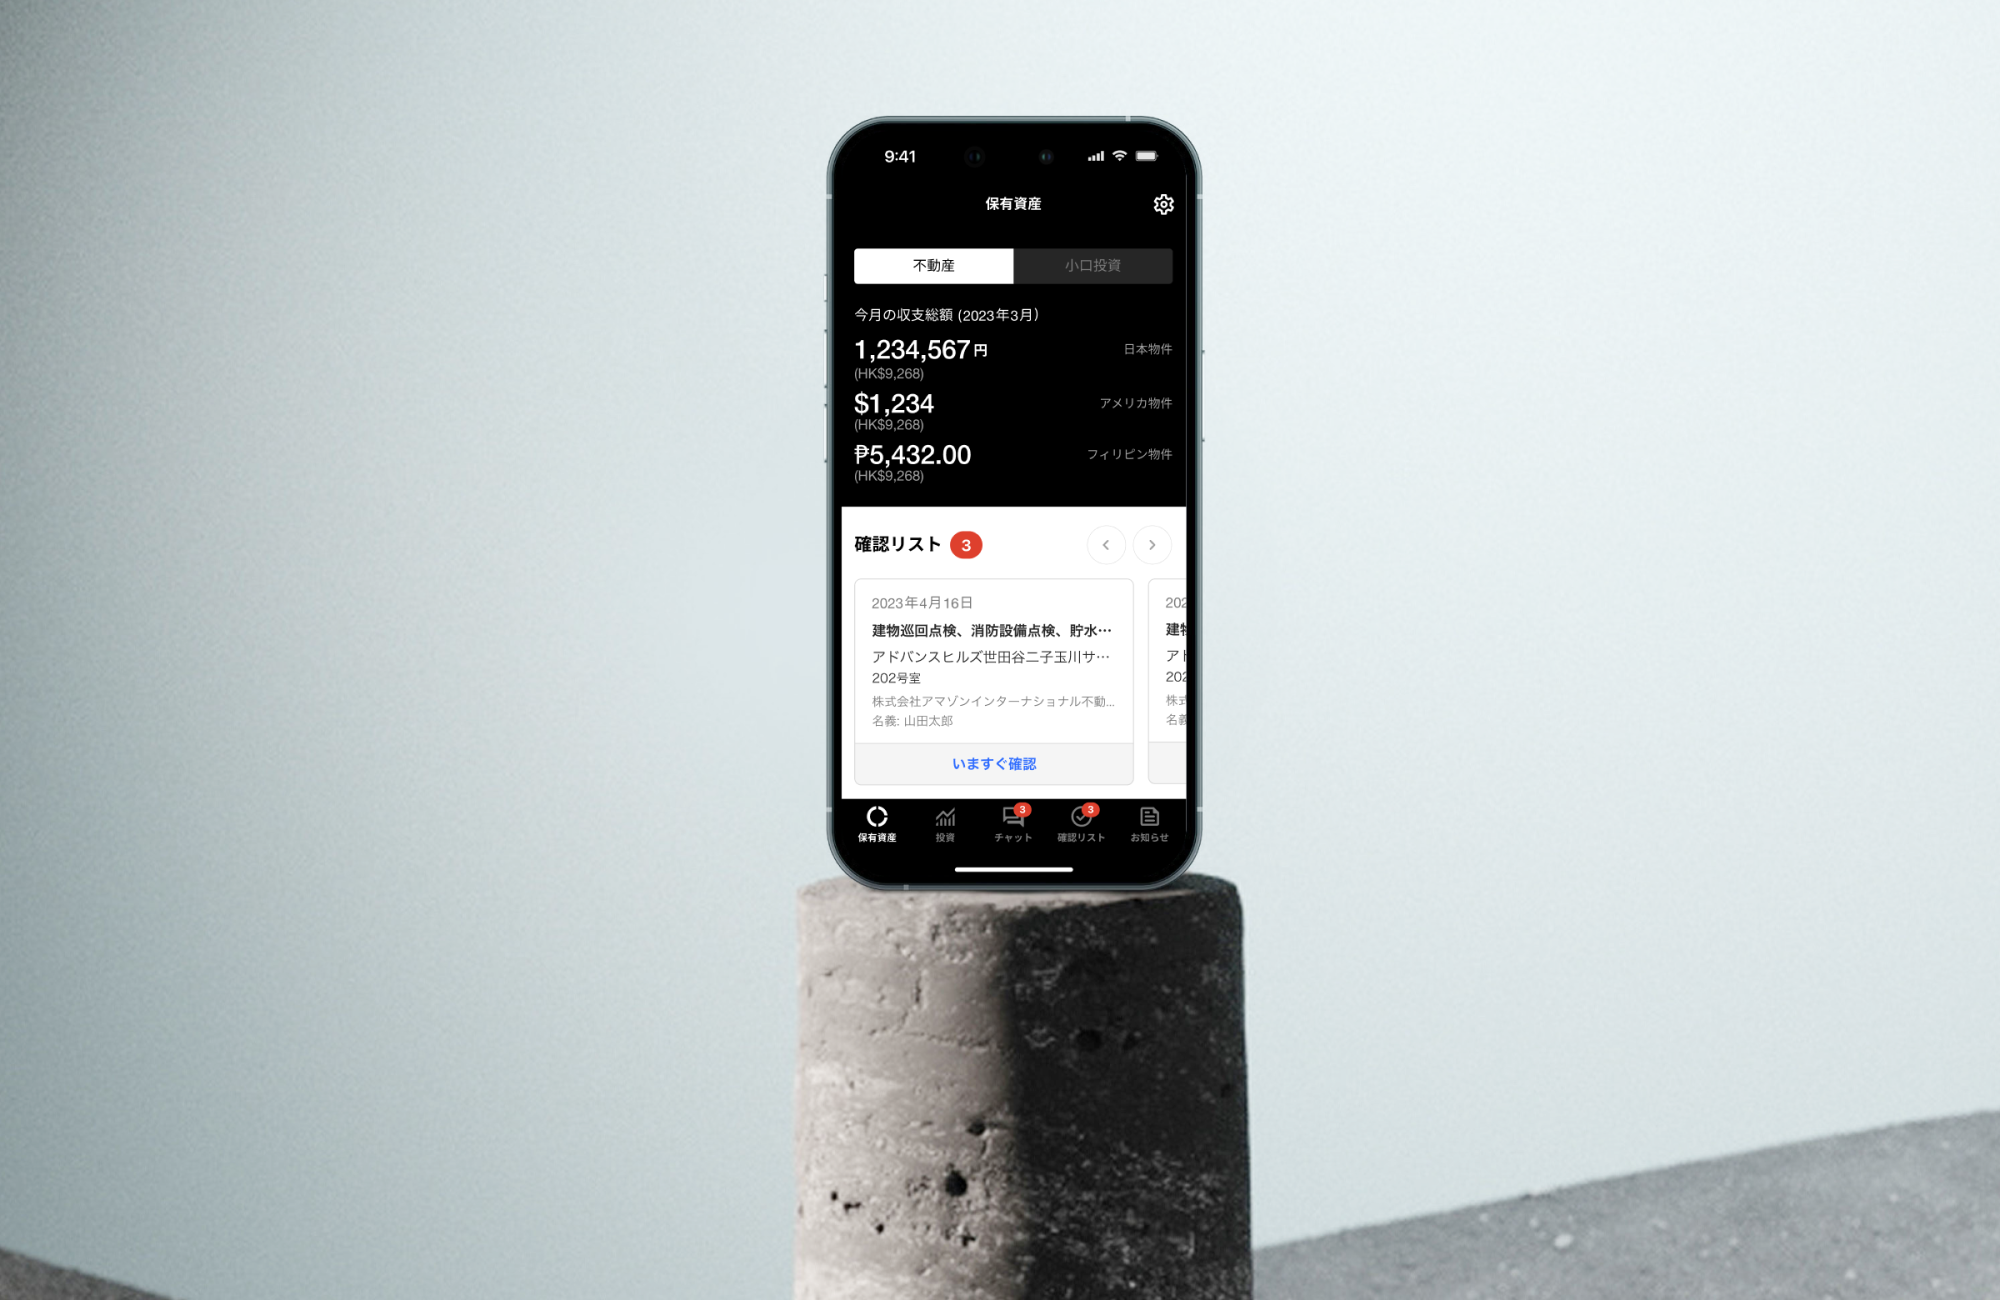 9:41
保有資産
不動産
小口投資
今月の収支総額 (2023年3月)
1,234,567円
日本物件
(HK$9,268)
$1,234
アメリカ物件
(HK$9,268)
₱5,432.00
フィリピン物件
(HK$9,268)
確認リスト 3
2023年4月16日
建物巡回点検、消防設備点検、貯水…
アドバンスヒルズ世田谷二子玉川サ…
202号室
株式会社アマゾンインターナショナル不動...
名義: 山田太郎
いますぐ確認
202
建物
アド
202
株式
名義
3
3
保有資産
投資
チャット
確認リスト
お知らせ